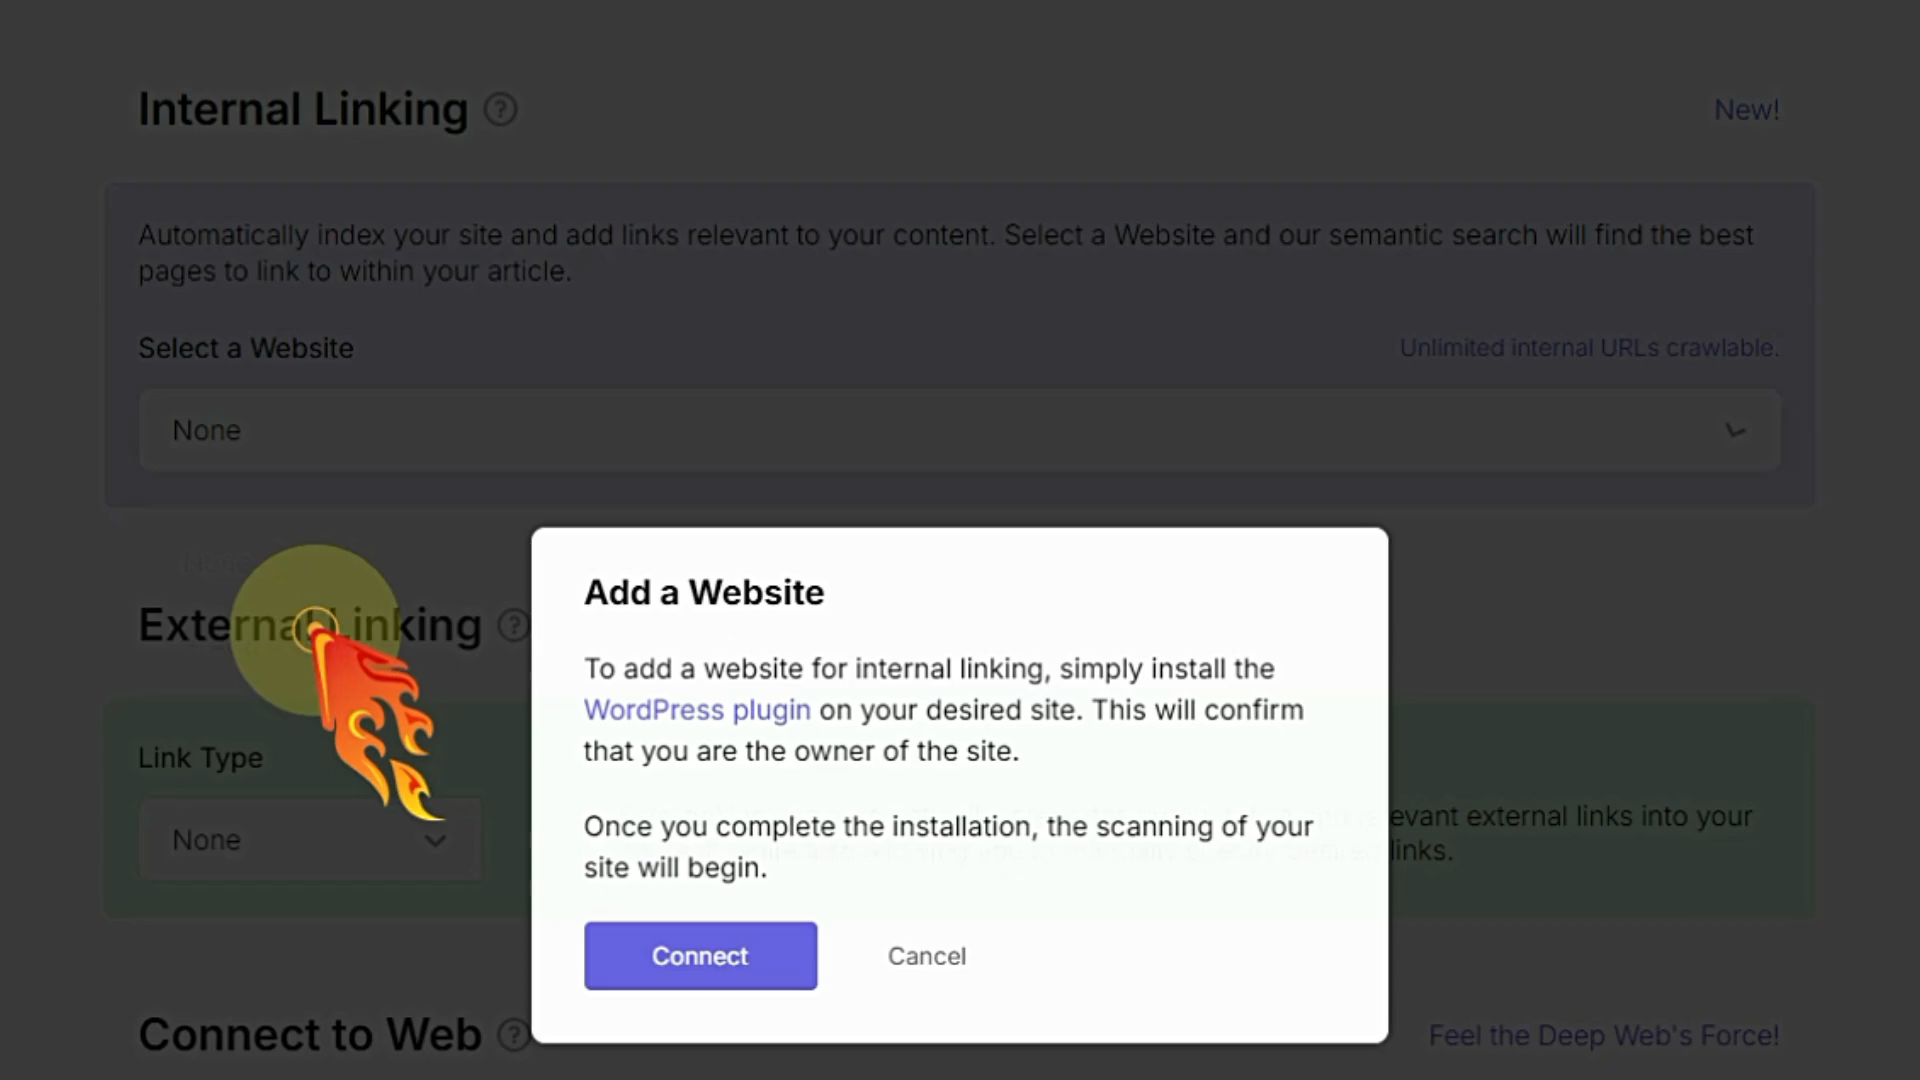 Internal Linking
New!
Automatically index your site and add links relevant to your content. Select a Website and our semantic search will find the best
pages to link to within your article.
Select a Website
Unlimited internal URLs crawlable.
None
None
External Linking
Add a Website
To add a website for internal linking, simply install the
WordPress plugin on your desired site. This will confirm
that you are the owner of the site.
Link Type
None
Once you complete the installation, the scanning of your
site will begin.
external links into your
links.
Connect
Cancel
Connect to Web
Feel the Deep Web's Force!